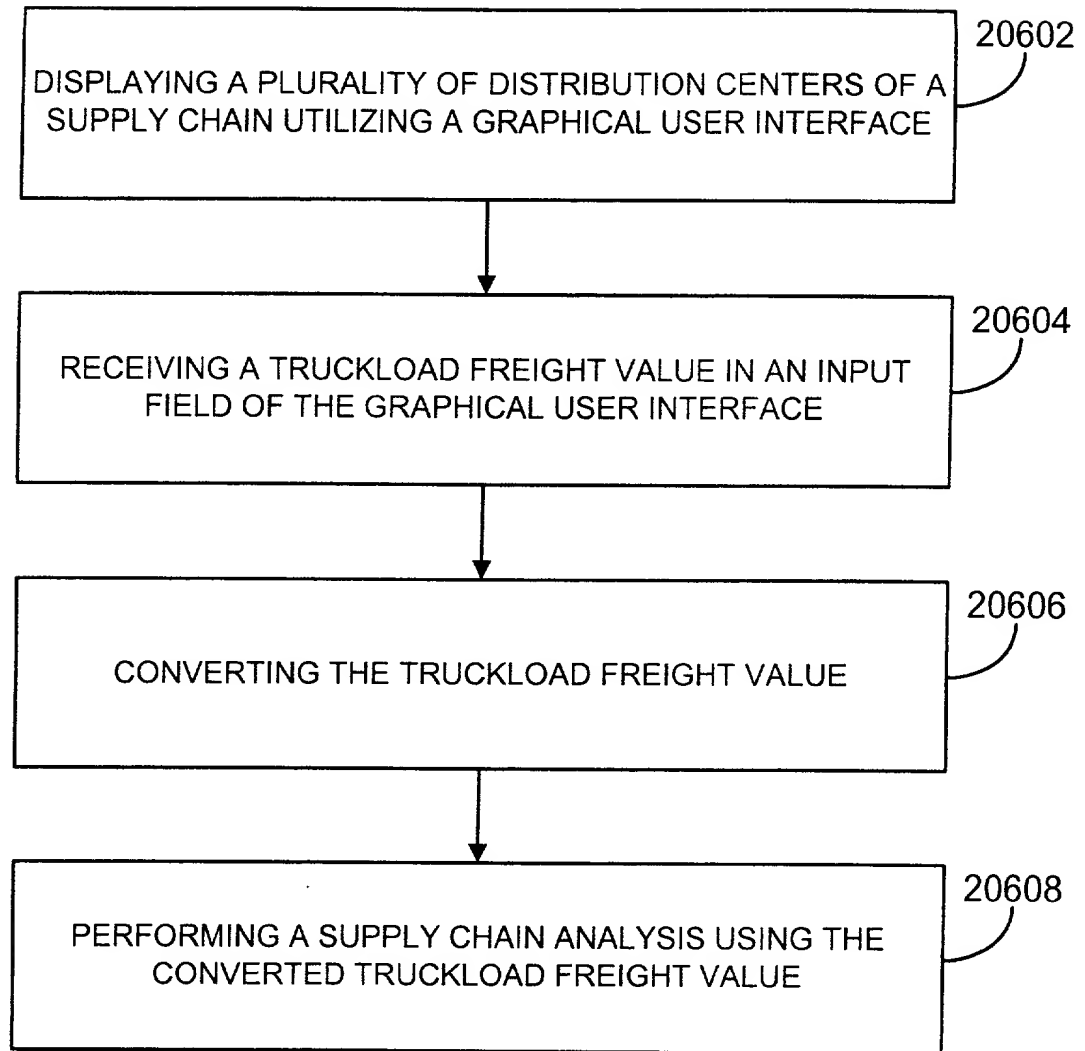 20602
DISPLAYING A PLURALITY OF DISTRIBUTION CENTERS OF A
SUPPLY CHAIN UTILIZING A GRAPHICAL USER INTERFACE
20604
RECEIVING A TRUCKLOAD FREIGHT VALUE IN AN INPUT
FIELD OF THE GRAPHICAL USER INTERFACE
20606
CONVERTING THE TRUCKLOAD FREIGHT VALUE
20608
PERFORMING A SUPPLY CHAIN ANALYSIS USING THE
CONVERTED TRUCKLOAD FREIGHT VALUE